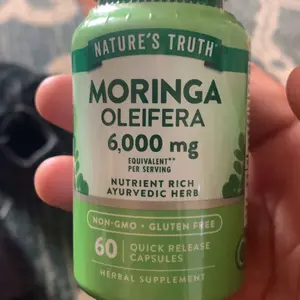 NATURE'S TRUTH®
MORINGA
OLEIFERA
6,000 mg
EQUIVALENT**
PER SERVING
NUTRIENT RICH
AYURVEDIC HERB
NON-GMO • GLUTEN FREE
60 QUICK RELEASE
CAPSULES
HERBAL SUPPLEMENT